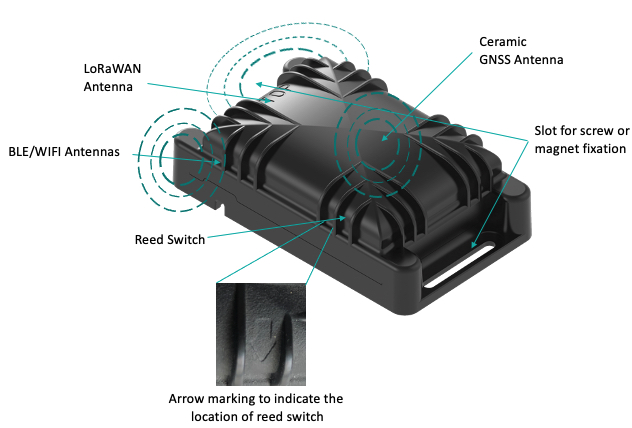 Ceramic
GNSS Antenna
LoRaWAN
Antenna
Slot for screw or
magnet fixation
BLE/WIFI Antennas
Reed Switch
Arrow marking to indicate the
location of reed switch